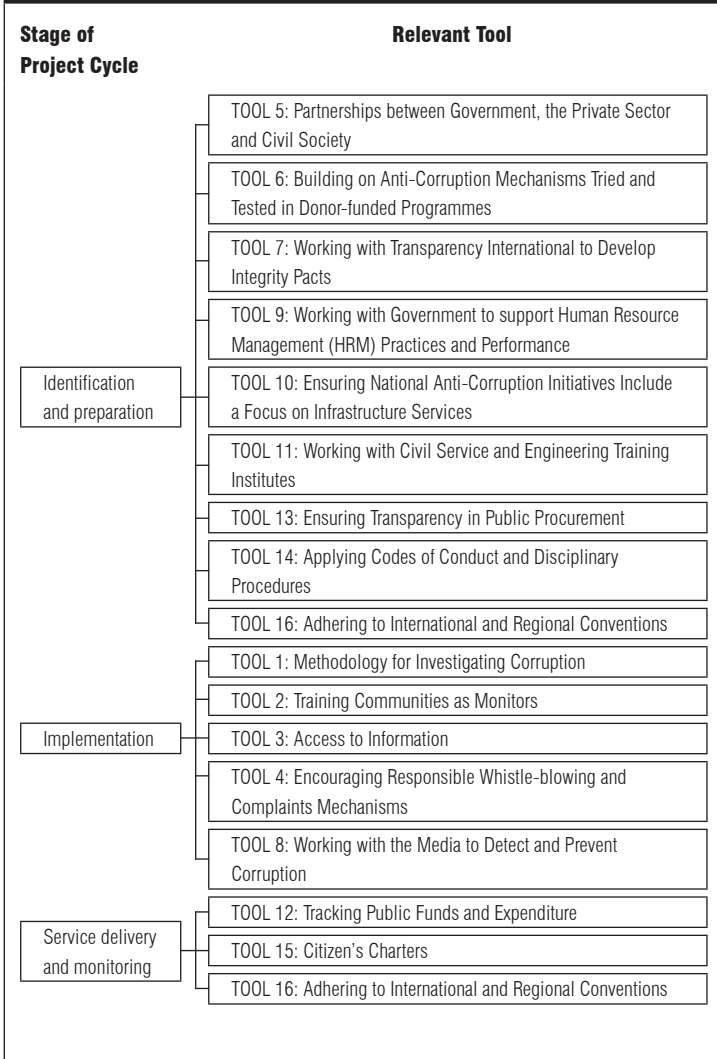 Stage of
Project Cycle
Relevant Tool
TOOL 5: Partnerships between Government, the Private Sector
and Civil Society
TOOL 6: Building on Anti-Corruption Mechanisms Tried and
Tested in Donor-funded Programmes
TOOL 7: Working with Transparency International to Develop
Integrity Pacts
TOOL 9: Working with Government to support Human Resource
Management (HRM) Practices and Performance
Identification
and preparation
TOOL 10: Ensuring National Anti-Corruption Initiatives Include
a Focus on Infrastructure Services
TOOL 11: Working with Civil Service and Engineering Training
Institutes
TOOL 13: Ensuring Transparency in Public Procurement
TOOL 14: Applying Codes of Conduct and Disciplinary
Procedures
TOOL 16: Adhering to International and Regional Conventions
TOOL 1: Methodology for Investigating Corruption
TOOL 2: Training Communities as Monitors
Implementation
TOOL 3: Access to Information
TOOL 4: Encouraging Responsible Whistle-blowing and
Complaints Mechanisms
TOOL 8: Working with the Media to Detect and Prevent
Corruption
TOOL 12: Tracking Public Funds and Expenditure
Service delivery
and monitoring
TOOL 15: Citizen's Charters
TOOL 16: Adhering to International and Regional Conventions